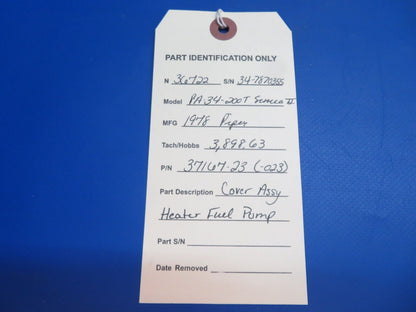 PART IDENTIFICATION ONLY
N 36722 S/N 34-7870355
Model PA-34-200T Seneca II
MFG 1978 Piper
Tach/Hobbs 3,898.63
P/N 37167-23 (-023)
Part Description Cover Assy
Heater Fuel Pump
Part S/N
Date Removed